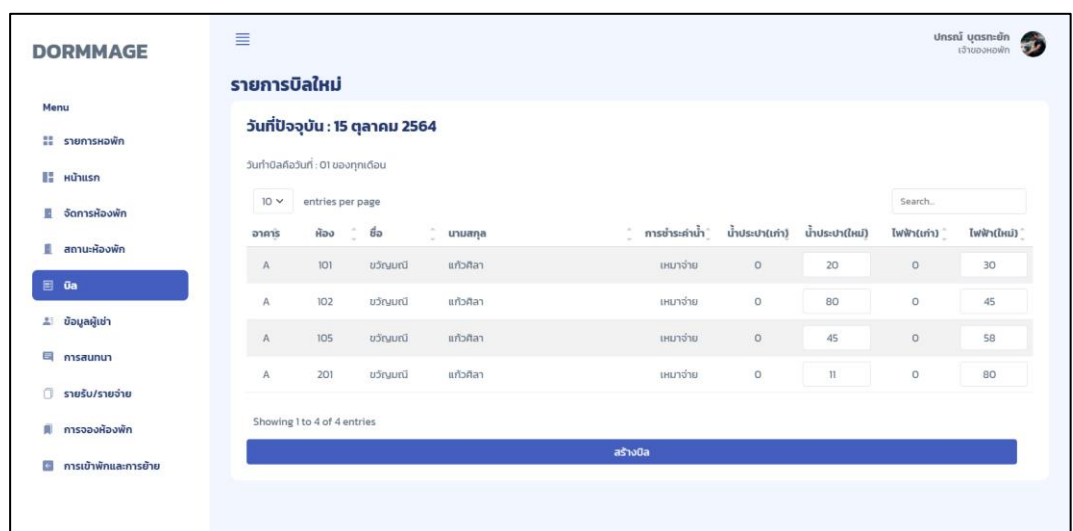 DORMMAGE
ปกรณ์ บุตรทะยัก
เจ้าของหอพัก
รายการบิลใหม่
Menu
รายการหอพัก
หน้าแรก
จัดการห้องพัก
สถานะห้องพัก
บิล
ข้อมูลผู้เช่า
การสนทนา
รายรับ/รายจ่าย
การจองห้องพัก
การเข้าพักและการย้าย
วันที่ปัจจุบัน : 15 ตุลาคม 2564
วันทำบิลคือวันที่ : 01 ของทุกเดือน
10 entries per page Search...
อาคาร ห้อง ชื่อ นามสกุล การชำระค่าน้ำ น้ำประปา(เก่า) น้ำประปา(ใหม่) ไฟฟ้า(เก่า) ไฟฟ้า(ใหม่)
A 101 ขวัญมณี แก้วศิลา เหมาจ่าย 0 20 0 30
A 102 ขวัญมณี แก้วศิลา เหมาจ่าย 0 80 0 45
A 105 ขวัญมณี แก้วศิลา เหมาจ่าย 0 45 0 58
A 201 ขวัญมณี แก้วศิลา เหมาจ่าย 0 11 0 80
Showing 1 to 4 of 4 entries
สร้างบิล